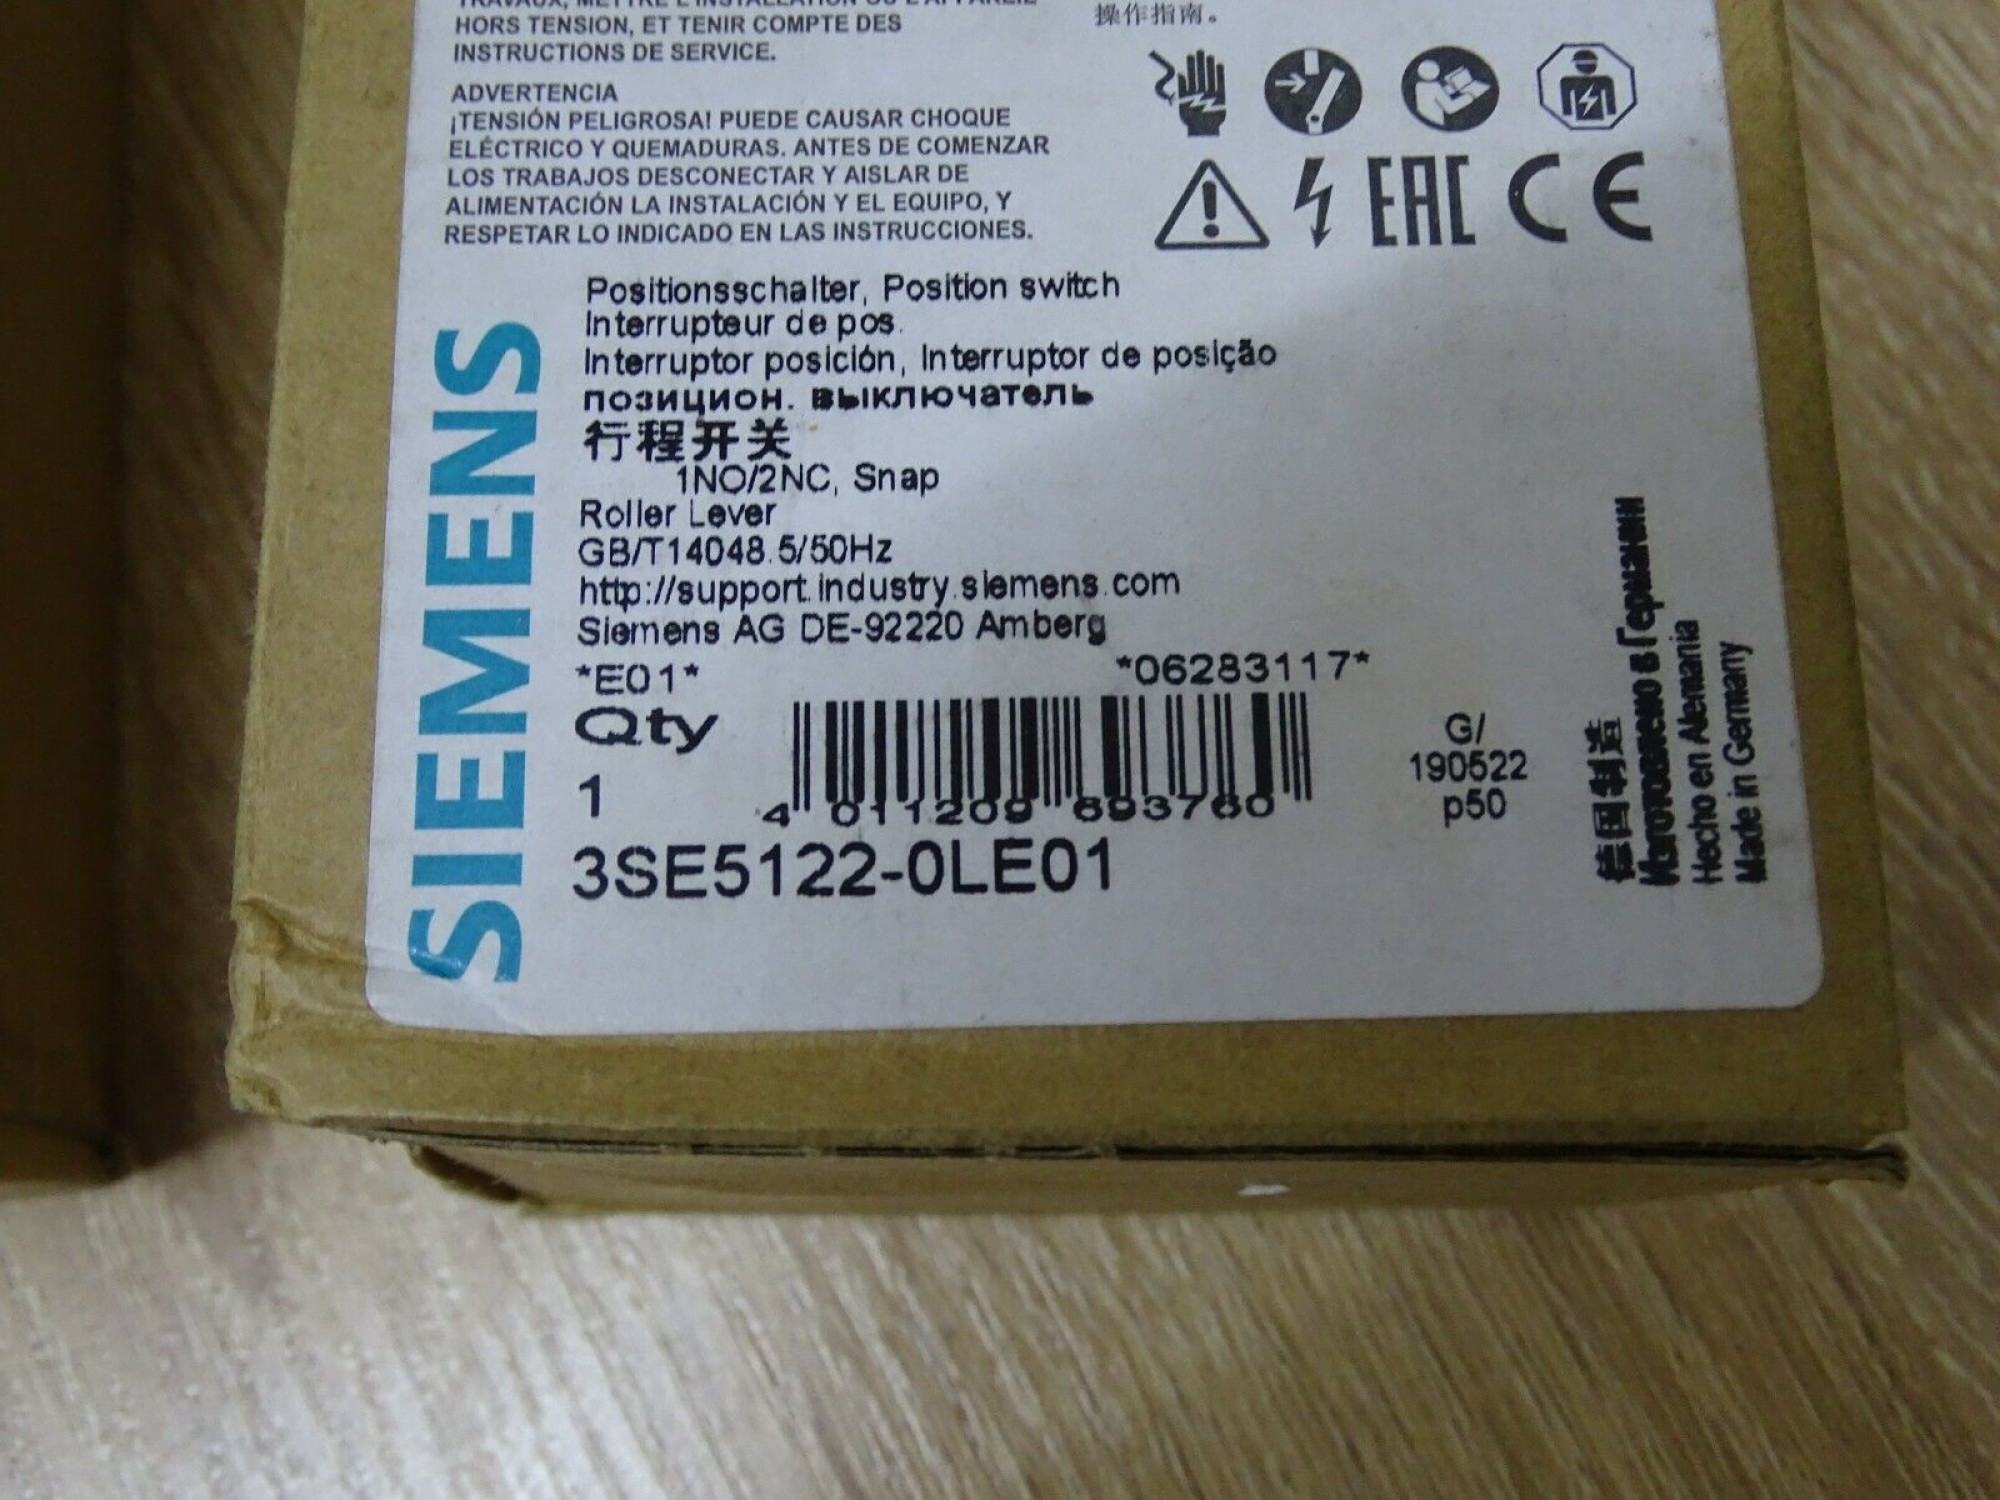 HORS TENSION, ET TENIR COMPTE DES
INSTRUCTIONS DE SERVICE.
ADVERTENCIA
¡TENSIÓN PELIGROSA! PUEDE CAUSAR CHOQUE
ELÉCTRICO Y QUEMADURAS. ANTES DE COMENZAR
LOS TRABAJOS DESCONECTAR Y AISLAR DE
ALIMENTACIÓN LA INSTALACIÓN Y EL EQUIPO, Y
RESPETAR LO INDICADO EN LAS INSTRUCCIONES.
操作指南。
EAC CE
SIEMENS
Positionsschalter, Position switch
Interrupteur de pos.
Interruptor posición, Interruptor de posição
позицион. выключатель
行程开关
1NO/2NC, Snap
Roller Lever
GB/T14048.5/50Hz
http://support.industry.siemens.com
Siemens AG DE-92220 Amberg
*E01* *06283117*
Qty
1
4 011209 693760
G/
190522
p50
3SE5122-0LE01
德国制造
Изготовлено в Германии
Hecho en Alemania
Made in Germany